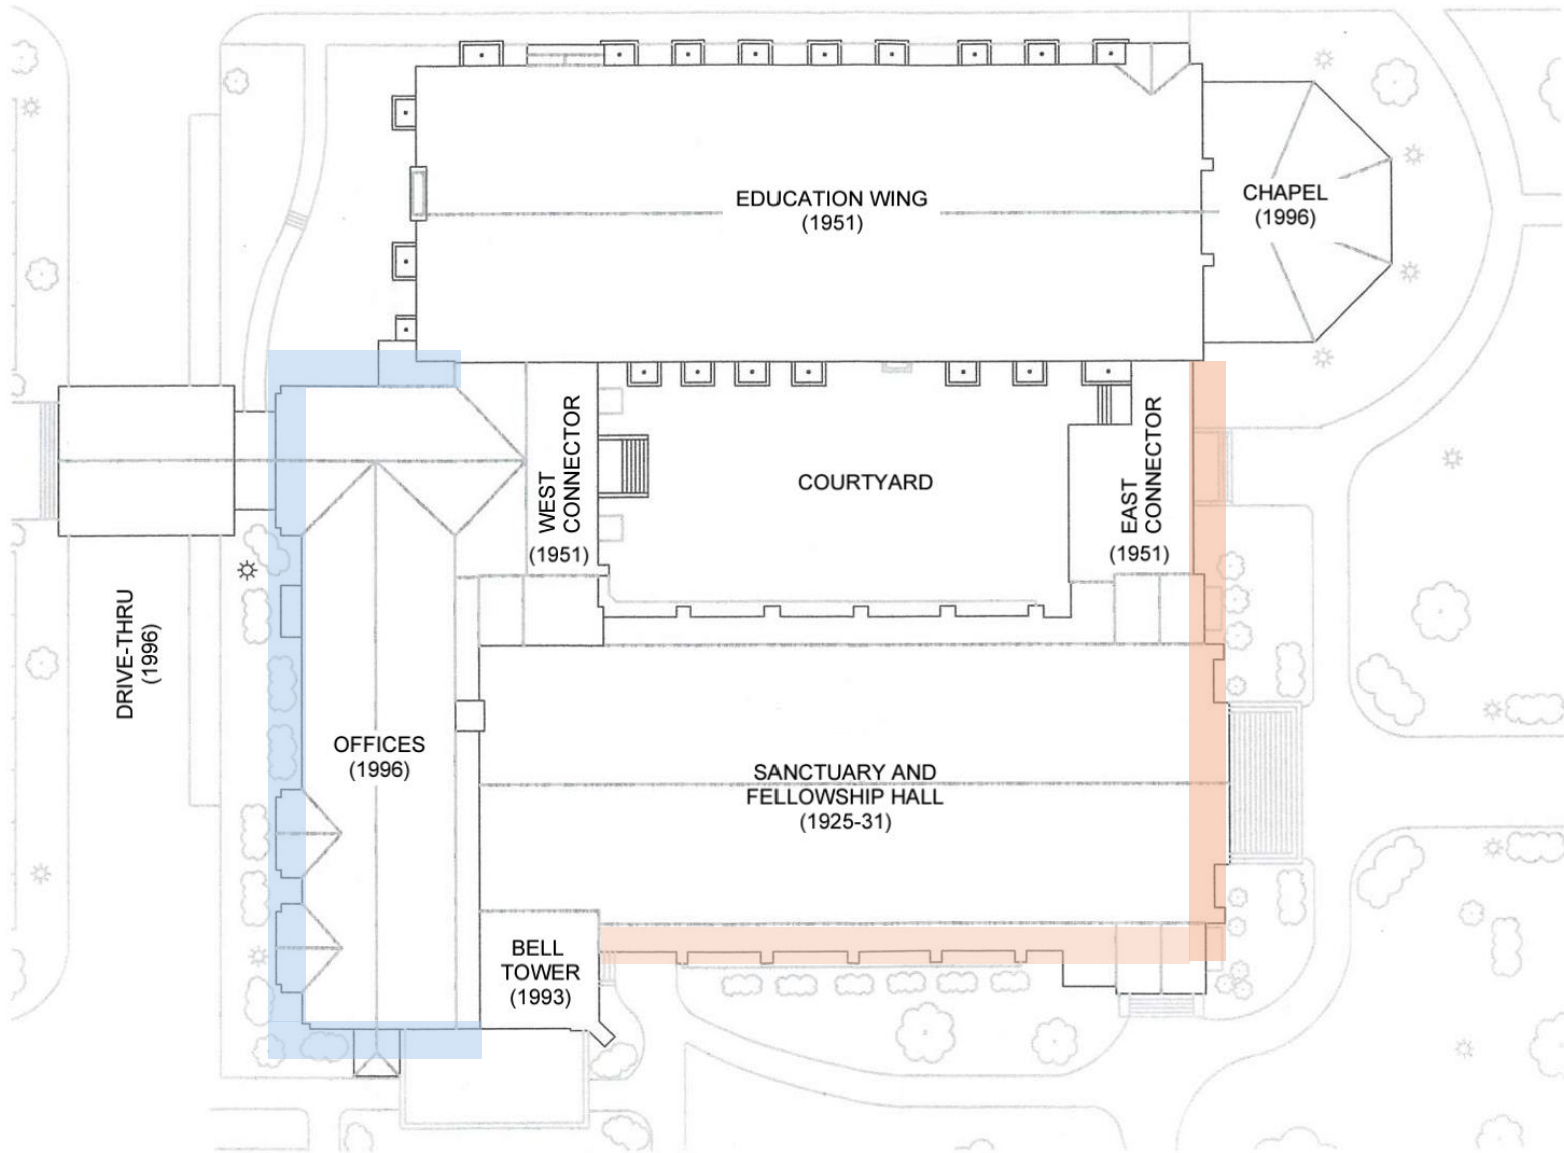 EDUCATION WING
(1951)
CHAPEL
(1996)
WEST
CONNECTOR
(1951)
COURTYARD
EAST
CONNECTOR
(1951)
DRIVE-THRU
(1996)
OFFICES
(1996)
SANCTUARY AND
FELLOWSHIP HALL
(1925-31)
BELL
TOWER
(1993)